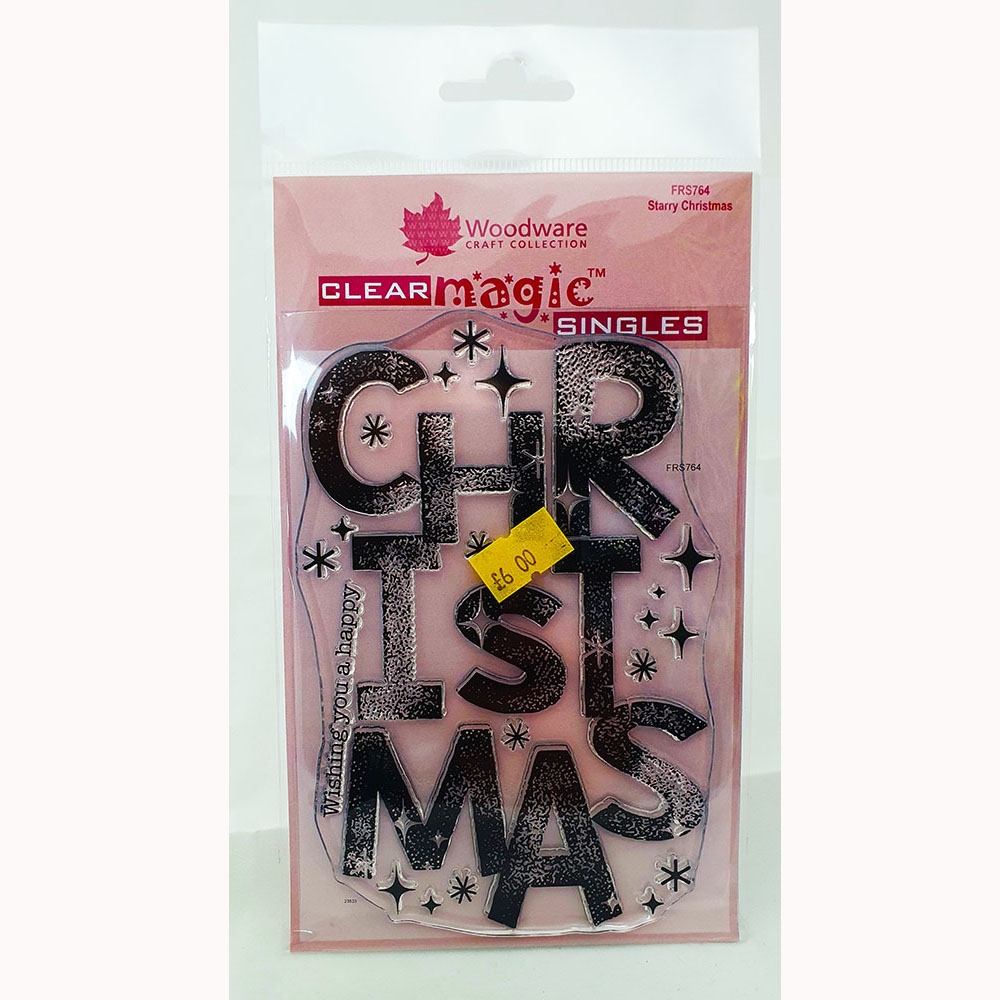 FRS764
Starry Christmas
Woodware
CRAFT COLLECTION
CLEAR magic™
SINGLES
CHR
IST
MAS
Wishing you a happy
FRS764
£6.00